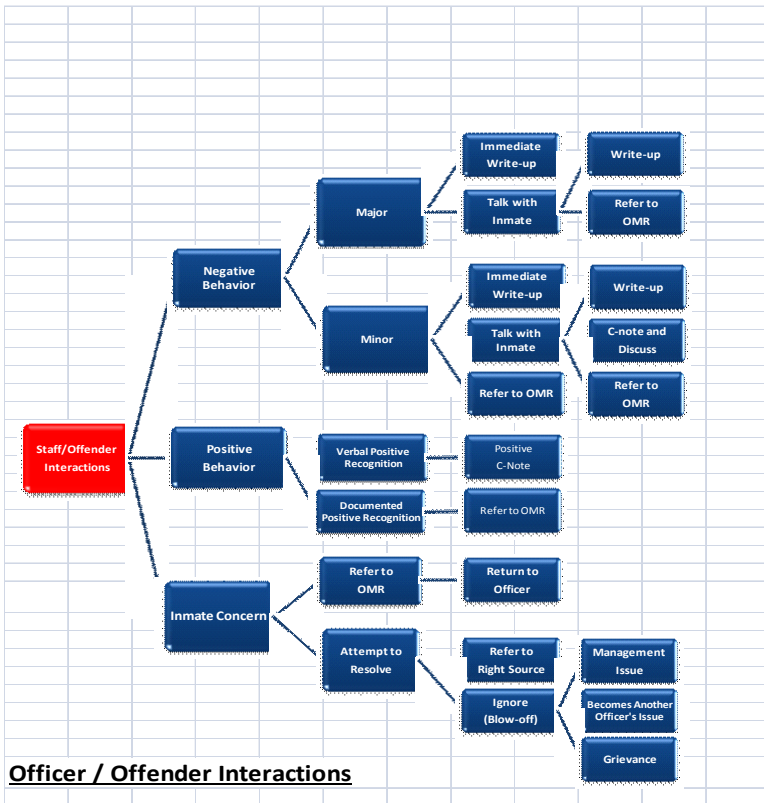 Immediate
Write-up
Write-up
Major
Talk with
Inmate
Refer to
OMR
Negative
Behavior
Immediate
Write-up
Write-up
Minor
Talk with
Inmate
C-note and
Discuss
Refer to OMR
Refer to
OMR
Staff/Offender
Interactions
Positive
Behavior
Verbal Positive
Recognition
Positive
C-Note
Documented
Positive Recognition
Refer to OMR
Inmate Concern
Refer to
OMR
Return to
Officer
Attempt to
Resolve
Refer to
Right Source
Management
Issue
Ignore
(Blow-off)
Becomes Another
Officer's Issue
Grievance
Officer / Offender Interactions